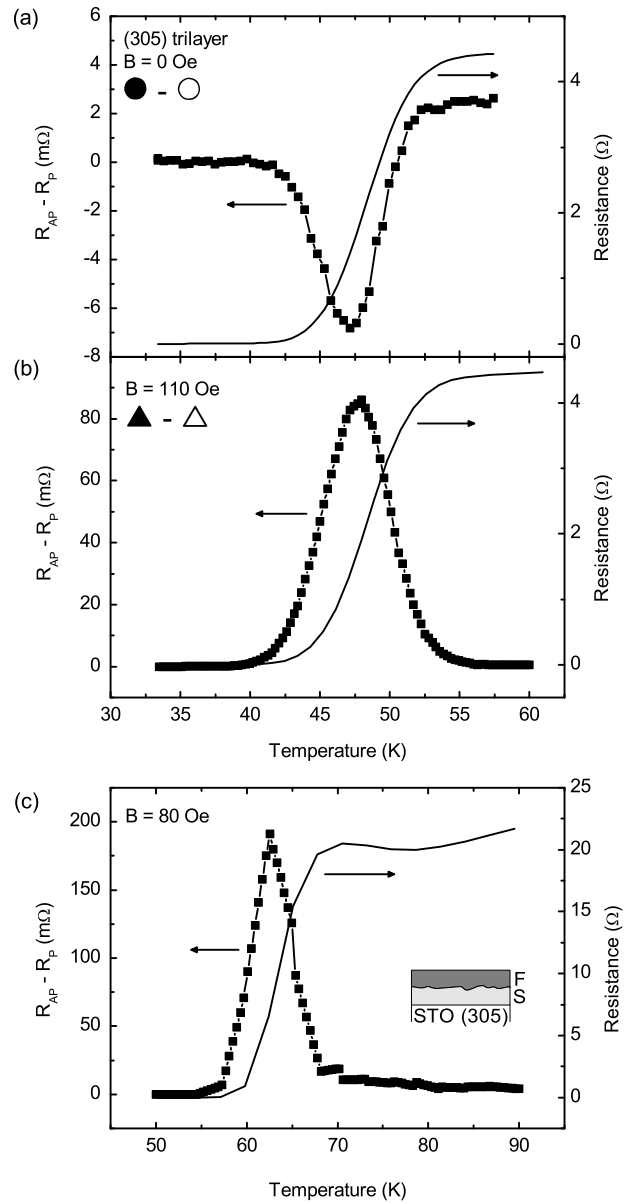 (a)
(305) trilayer
B = 0 Oe
-
6
4
2
0
-2
-4
-6
-8
R_AP - R_P (mΩ)
4
2
0
Resistance (Ω)
(b)
B = 110 Oe
-
80
60
40
20
0
R_AP - R_P (mΩ)
4
2
0
Resistance (Ω)
30 35 40 45 50 55 60
Temperature (K)
(c)
B = 80 Oe
200
150
100
50
0
R_AP - R_P (mΩ)
25
20
15
10
5
0
Resistance (Ω)
F
S
STO (305)
50 60 70 80 90
Temperature (K)